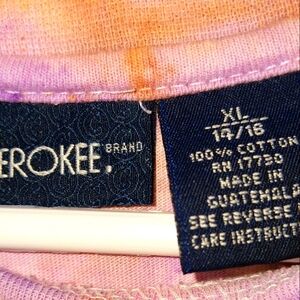 EROKEE. BRAND
XL
14/16
100% COTTON
RN 17730
MADE IN
GUATEMALA
SEE REVERSE
CARE INSTRUCT